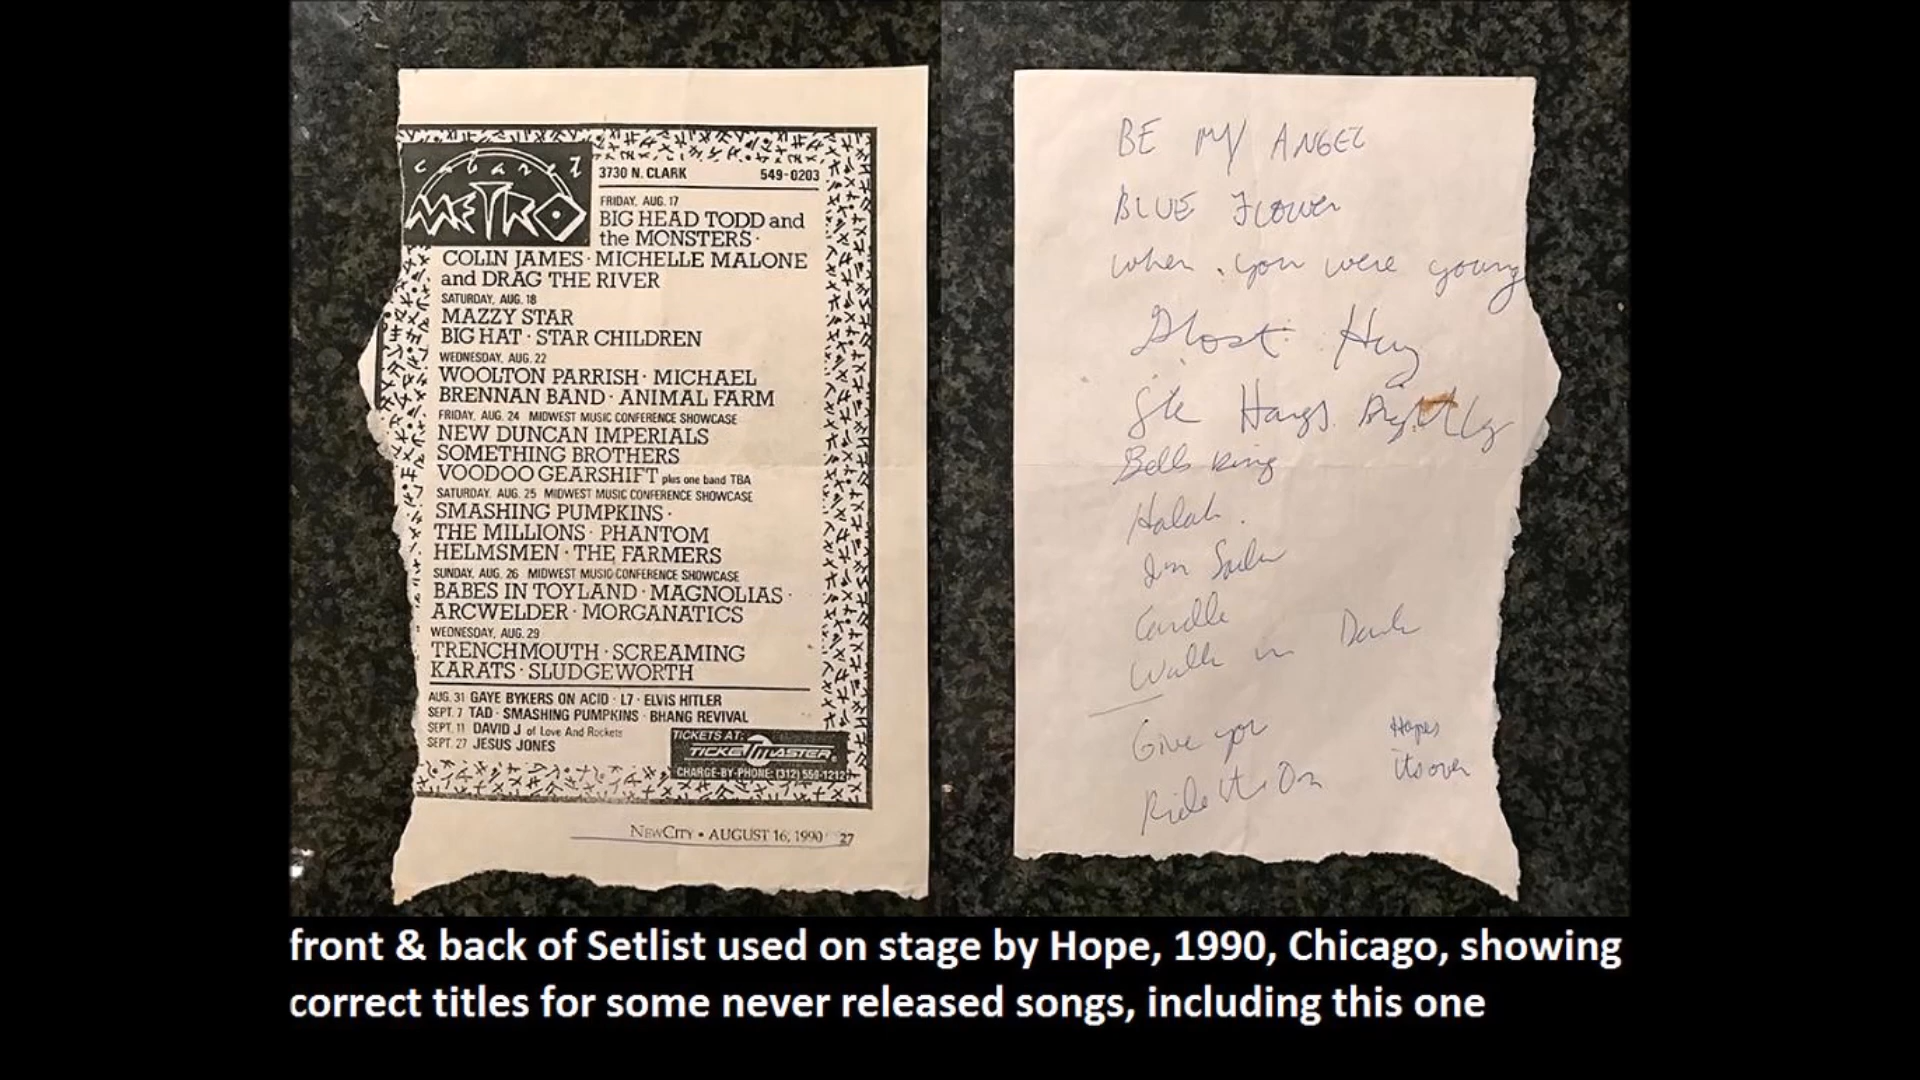 cabaret
METRO
3730 N. CLARK 549-0203
FRIDAY, AUG. 17
BIG HEAD TODD and
the MONSTERS ·
COLIN JAMES · MICHELLE MALONE
and DRAG THE RIVER
SATURDAY, AUG. 18
MAZZY STAR
BIG HAT · STAR CHILDREN
WEDNESDAY, AUG. 22
WOOLTON PARRISH · MICHAEL
BRENNAN BAND · ANIMAL FARM
FRIDAY, AUG. 24 MIDWEST MUSIC CONFERENCE SHOWCASE
NEW DUNCAN IMPERIALS
SOMETHING BROTHERS
VOODOO GEARSHIFT plus one band TBA
SATURDAY, AUG. 25 MIDWEST MUSIC CONFERENCE SHOWCASE
SMASHING PUMPKINS ·
THE MILLIONS · PHANTOM
HELMSMEN · THE FARMERS
SUNDAY, AUG. 26 MIDWEST MUSIC CONFERENCE SHOWCASE
BABES IN TOYLAND · MAGNOLIAS ·
ARCWELDER · MORGANATICS
WEDNESDAY, AUG. 29
TRENCHMOUTH · SCREAMING
KARATS · SLUDGEWORTH
AUG. 31 GAYE BYKERS ON ACID · L7 · ELVIS HITLER
SEPT. 7 TAD · SMASHING PUMPKINS · BHANG REVIVAL
SEPT. 11 DAVID J of Love And Rockets
SEPT. 27 JESUS JONES
TICKETS AT:
TICKETMASTER
CHARGE-BY-PHONE: (312) 559-1212
NEWCITY • AUGUST 16, 1990 27
BE MY ANGEL
BLUE Flower
when you were young
Ghost Hwy
She Hangs Brightly
Bells Ring
Halah
Im Sailin
Candle
Walk in Dark
Give you
Ride It On
Hopes
its over
front & back of Setlist used on stage by Hope, 1990, Chicago, showing
correct titles for some never released songs, including this one